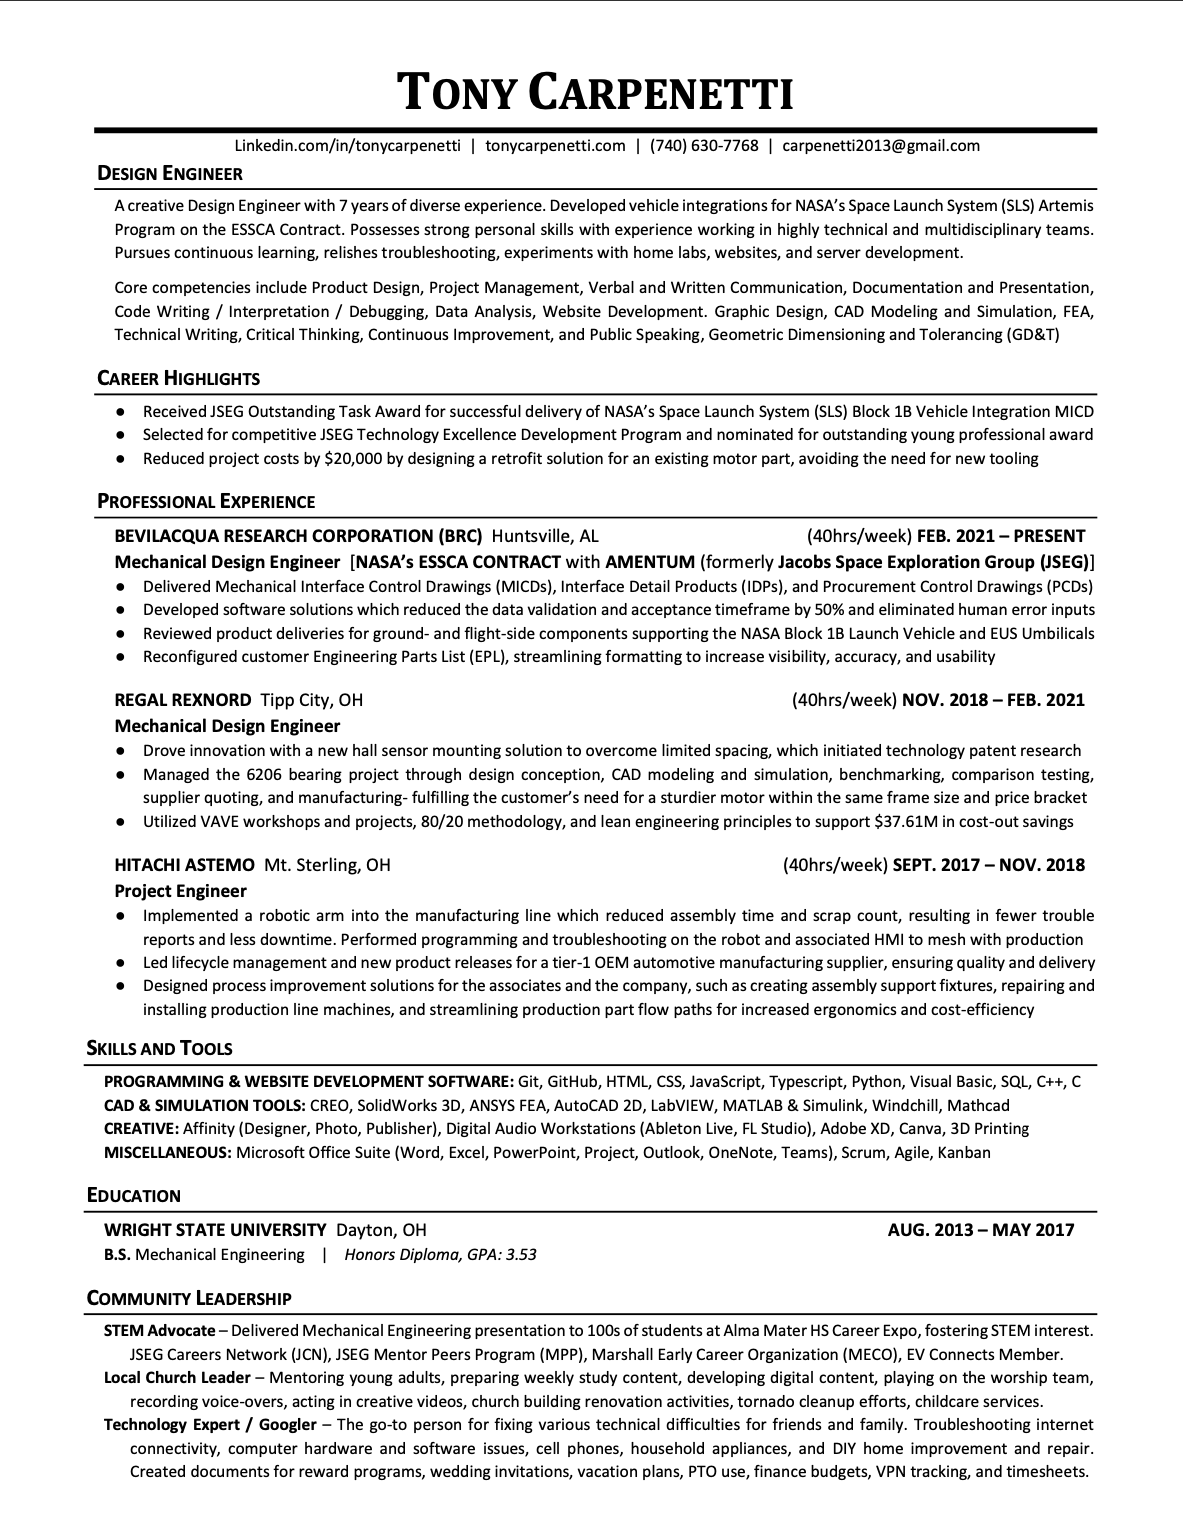 TONY CARPENETTI
Linkedin.com/in/tonycarpenetti | tonycarpenetti.com | (740) 630-7768 | carpenetti2013@gmail.com
DESIGN ENGINEER
A creative Design Engineer with 7 years of diverse experience. Developed vehicle integrations for NASA's Space Launch System (SLS) Artemis
Program on the ESSCA Contract. Possesses strong personal skills with experience working in highly technical and multidisciplinary teams.
Pursues continuous learning, relishes troubleshooting, experiments with home labs, websites, and server development.
Core competencies include Product Design, Project Management, Verbal and Written Communication, Documentation and Presentation,
Code Writing / Interpretation / Debugging, Data Analysis, Website Development. Graphic Design, CAD Modeling and Simulation, FEA,
Technical Writing, Critical Thinking, Continuous Improvement, and Public Speaking, Geometric Dimensioning and Tolerancing (GD&T)
CAREER HIGHLIGHTS
● Received JSEG Outstanding Task Award for successful delivery of NASA's Space Launch System (SLS) Block 1B Vehicle Integration MICD
● Selected for competitive JSEG Technology Excellence Development Program and nominated for outstanding young professional award
● Reduced project costs by $20,000 by designing a retrofit solution for an existing motor part, avoiding the need for new tooling
PROFESSIONAL EXPERIENCE
BEVILACQUA RESEARCH CORPORATION (BRC) Huntsville, AL (40hrs/week) FEB. 2021 – PRESENT
Mechanical Design Engineer [NASA's ESSCA CONTRACT with AMENTUM (formerly Jacobs Space Exploration Group (JSEG)]
● Delivered Mechanical Interface Control Drawings (MICDs), Interface Detail Products (IDPs), and Procurement Control Drawings (PCDs)
● Developed software solutions which reduced the data validation and acceptance timeframe by 50% and eliminated human error inputs
● Reviewed product deliveries for ground- and flight-side components supporting the NASA Block 1B Launch Vehicle and EUS Umbilicals
● Reconfigured customer Engineering Parts List (EPL), streamlining formatting to increase visibility, accuracy, and usability
REGAL REXNORD Tipp City, OH (40hrs/week) NOV. 2018 – FEB. 2021
Mechanical Design Engineer
● Drove innovation with a new hall sensor mounting solution to overcome limited spacing, which initiated technology patent research
● Managed the 6206 bearing project through design conception, CAD modeling and simulation, benchmarking, comparison testing,
supplier quoting, and manufacturing- fulfilling the customer's need for a sturdier motor within the same frame size and price bracket
● Utilized VAVE workshops and projects, 80/20 methodology, and lean engineering principles to support $37.61M in cost-out savings
HITACHI ASTEMO Mt. Sterling, OH (40hrs/week) SEPT. 2017 – NOV. 2018
Project Engineer
● Implemented a robotic arm into the manufacturing line which reduced assembly time and scrap count, resulting in fewer trouble
reports and less downtime. Performed programming and troubleshooting on the robot and associated HMI to mesh with production
● Led lifecycle management and new product releases for a tier-1 OEM automotive manufacturing supplier, ensuring quality and delivery
● Designed process improvement solutions for the associates and the company, such as creating assembly support fixtures, repairing and
installing production line machines, and streamlining production part flow paths for increased ergonomics and cost-efficiency
SKILLS AND TOOLS
PROGRAMMING & WEBSITE DEVELOPMENT SOFTWARE: Git, GitHub, HTML, CSS, JavaScript, Typescript, Python, Visual Basic, SQL, C++, C
CAD & SIMULATION TOOLS: CREO, SolidWorks 3D, ANSYS FEA, AutoCAD 2D, LabVIEW, MATLAB & Simulink, Windchill, Mathcad
CREATIVE: Affinity (Designer, Photo, Publisher), Digital Audio Workstations (Ableton Live, FL Studio), Adobe XD, Canva, 3D Printing
MISCELLANEOUS: Microsoft Office Suite (Word, Excel, PowerPoint, Project, Outlook, OneNote, Teams), Scrum, Agile, Kanban
EDUCATION
WRIGHT STATE UNIVERSITY Dayton, OH AUG. 2013 – MAY 2017
B.S. Mechanical Engineering | Honors Diploma, GPA: 3.53
COMMUNITY LEADERSHIP
STEM Advocate – Delivered Mechanical Engineering presentation to 100s of students at Alma Mater HS Career Expo, fostering STEM interest.
JSEG Careers Network (JCN), JSEG Mentor Peers Program (MPP), Marshall Early Career Organization (MECO), EV Connects Member.
Local Church Leader – Mentoring young adults, preparing weekly study content, developing digital content, playing on the worship team,
recording voice-overs, acting in creative videos, church building renovation activities, tornado cleanup efforts, childcare services.
Technology Expert / Googler – The go-to person for fixing various technical difficulties for friends and family. Troubleshooting internet
connectivity, computer hardware and software issues, cell phones, household appliances, and DIY home improvement and repair.
Created documents for reward programs, wedding invitations, vacation plans, PTO use, finance budgets, VPN tracking, and timesheets.